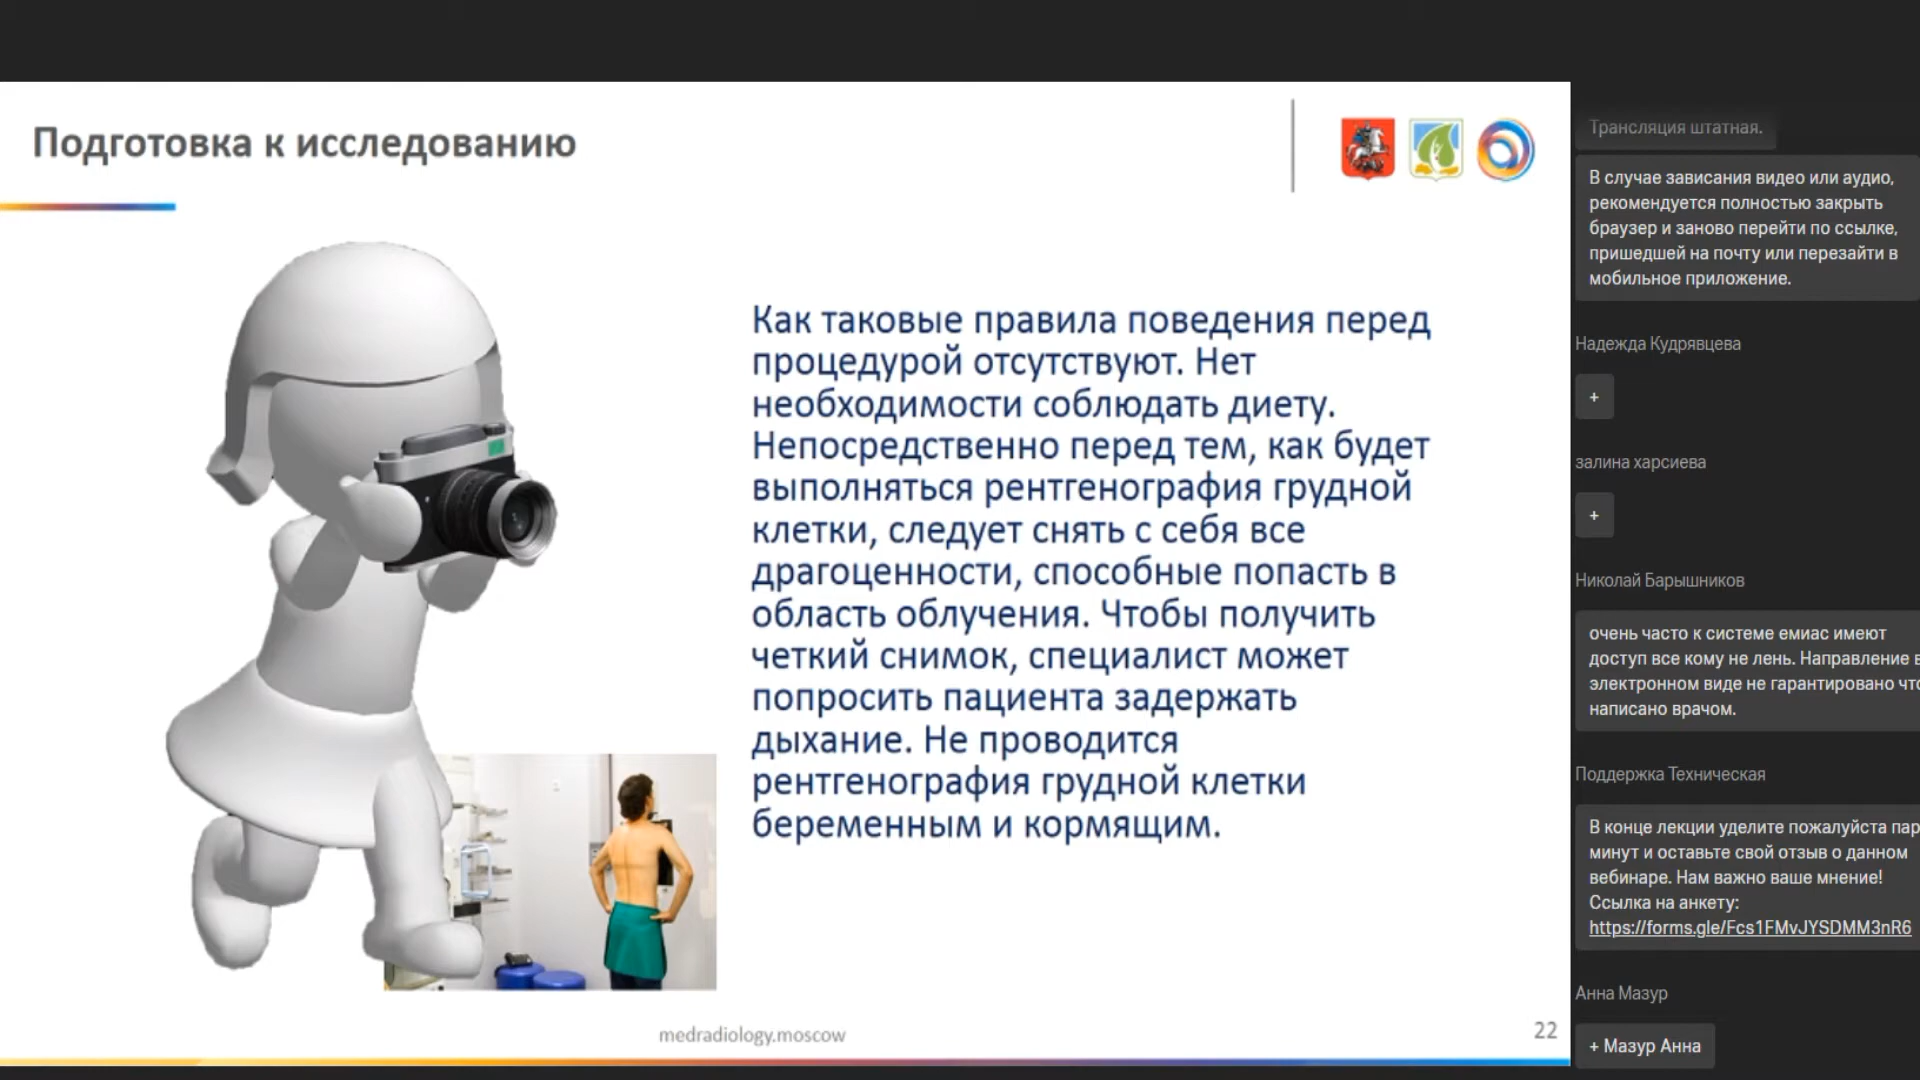 Подготовка к исследованию
Как таковые правила поведения перед
процедурой отсутствуют. Нет
необходимости соблюдать диету.
Непосредственно перед тем, как будет
выполняться рентгенография грудной
клетки, следует снять с себя все
драгоценности, способные попасть в
область облучения. Чтобы получить
четкий снимок, специалист может
попросить пациента задержать
дыхание. Не проводится
рентгенография грудной клетки
беременным и кормящим.
medradiology.moscow
22
Трансляция штатная.
В случае зависания видео или аудио,
рекомендуется полностью закрыть
браузер и заново перейти по ссылке,
пришедшей на почту или перезайти в
мобильное приложение.
Надежда Кудрявцева
+
залина харсиева
+
Николай Барышников
очень часто к системе емиас имеют
доступ все кому не лень. Направление в
электронном виде не гарантировано что
написано врачом.
Поддержка Техническая
В конце лекции уделите пожалуйста пар
минут и оставьте свой отзыв о данном
вебинаре. Нам важно ваше мнение!
Ссылка на анкету:
https://forms.gle/Fcs1FMvJYSDMM3nR6
Анна Мазур
+ Мазур Анна